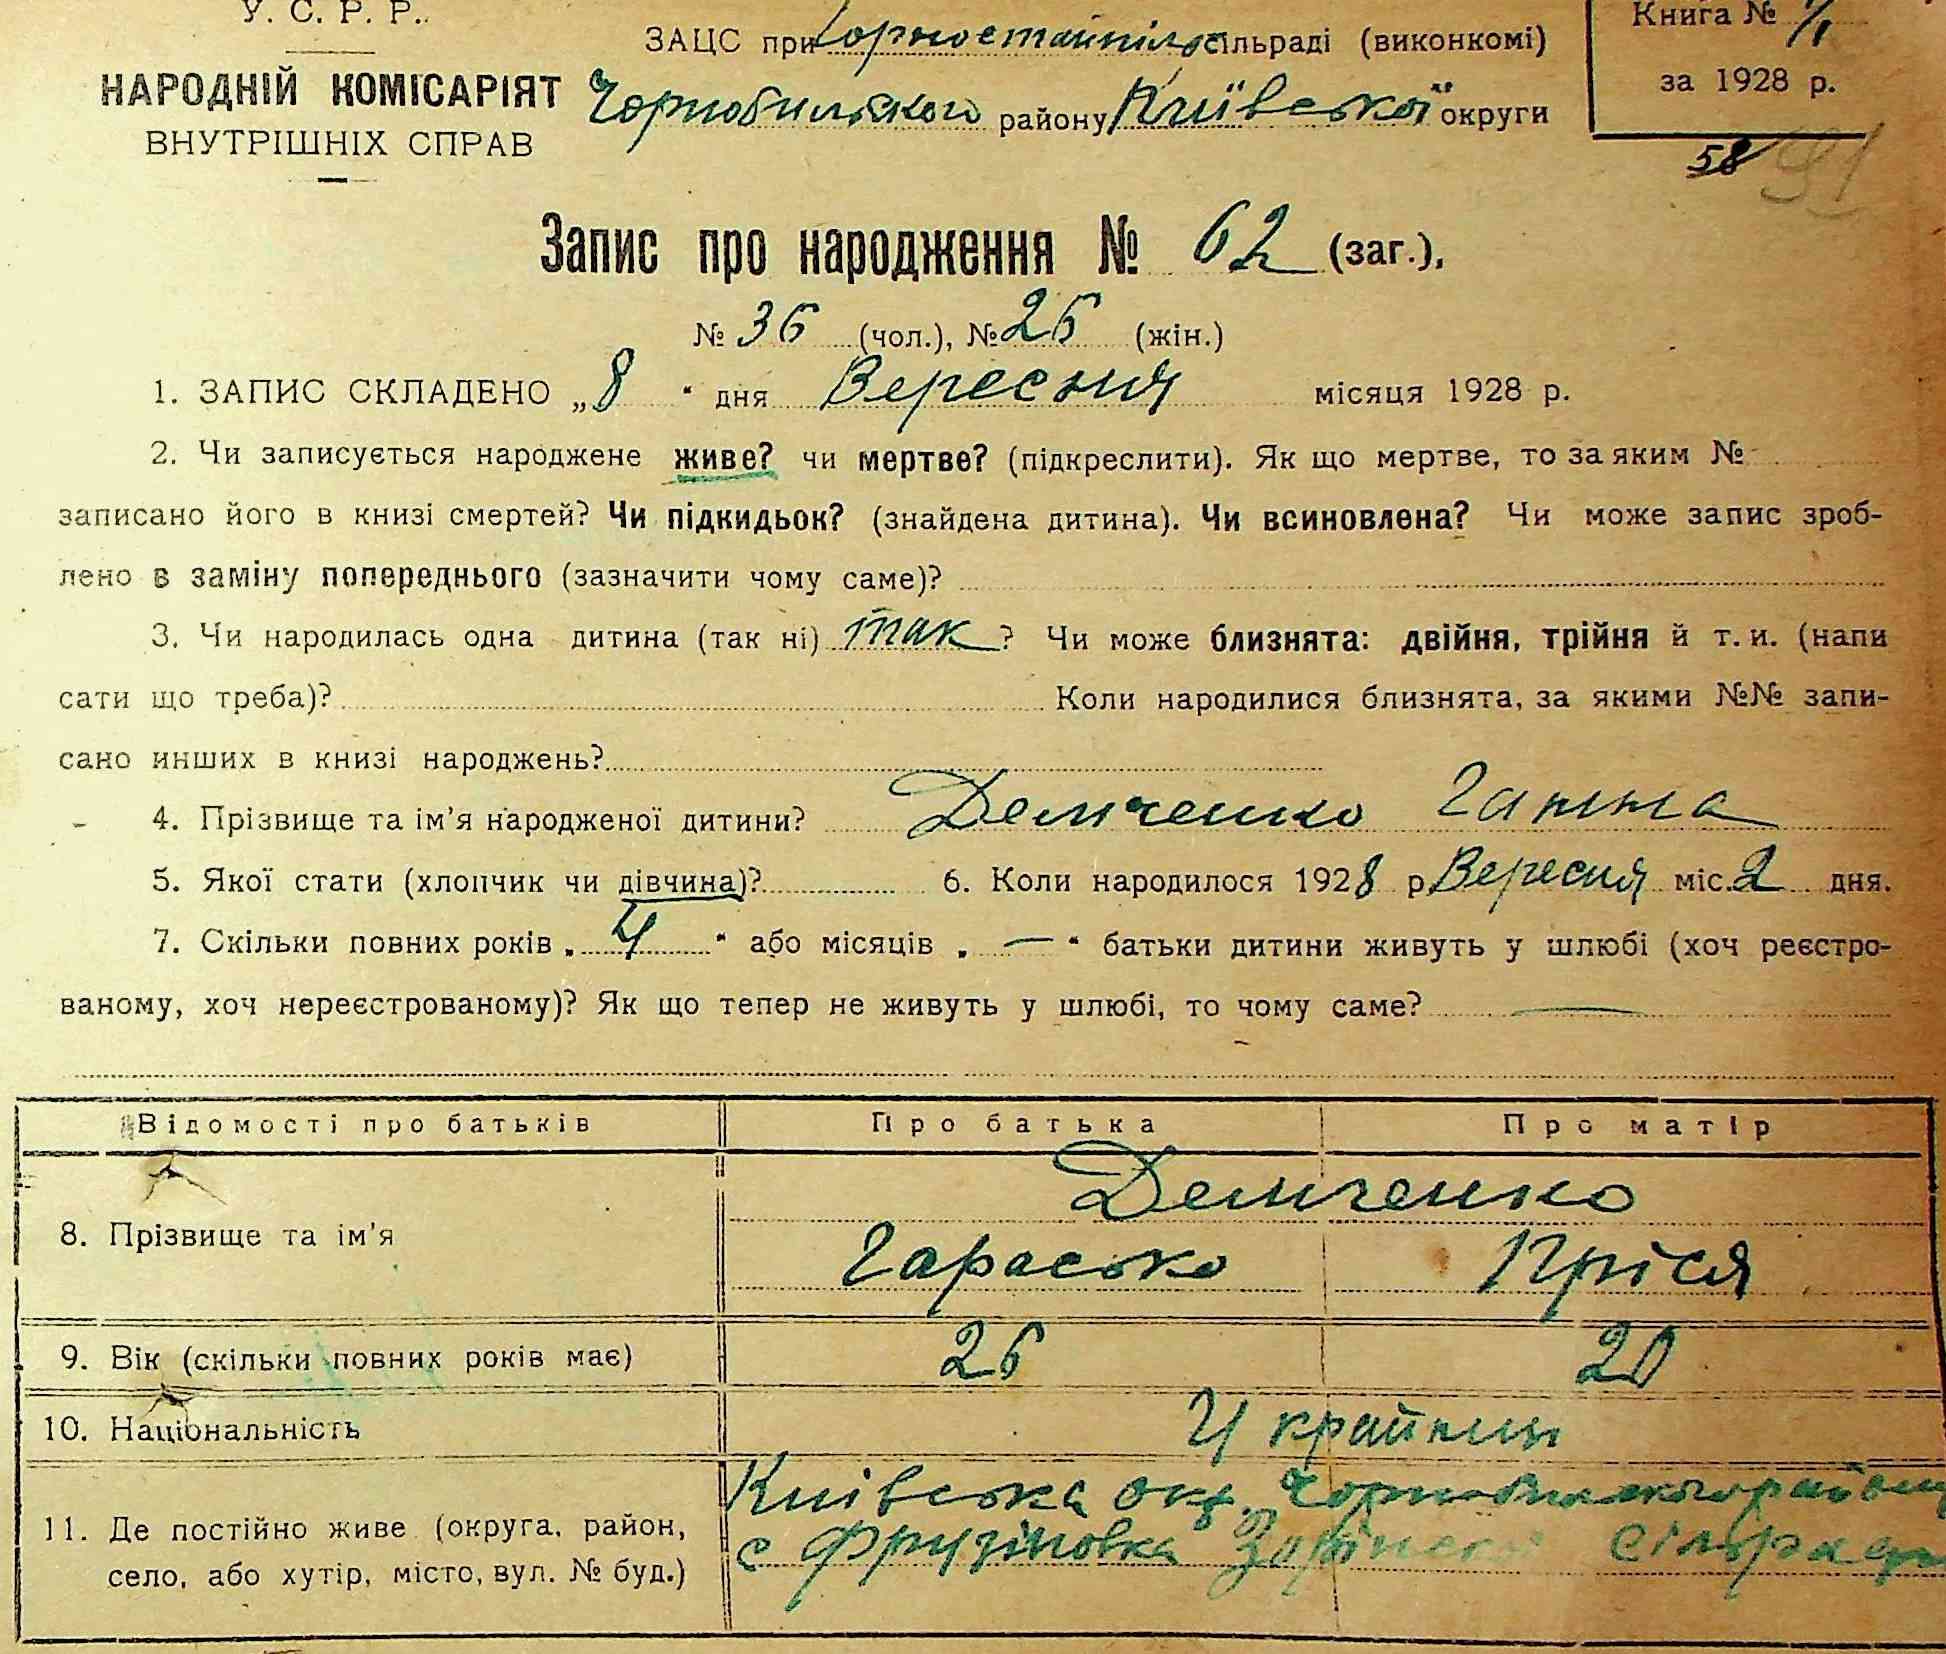 У. С. Р. Р.
НАРОДНІЙ КОМІСАРІЯТ
ВНУТРІШНІХ СПРАВ
ЗАЦС при Горностайпіль сільраді (виконкомі)
Чорнобильского району Київської округи
Книга №
за 1928 р.
58 91
Запис про народження № 62 (заг.),
№ 36 (чол.), № 26 (жін.)
1. ЗАПИС СКЛАДЕНО „8“ дня Вересня місяця 1928 р.
2. Чи записується народжене живе? чи мертве? (підкреслити). Як що мертве, то за яким №
записано його в книзі смертей? Чи підкидьок? (знайдена дитина). Чи всиновлена? Чи може запис зроб-
лено в заміну попереднього (зазначити чому саме)?
3. Чи народилась одна дитина (так ні) так? Чи може близнята: двійня, трійня й т. и. (напи
сати що треба)? Коли народилися близнята, за якими №№ запи-
сано инших в книзі народжень?
4. Прізвище та ім'я народженої дитини? Демченко Ганна
5. Якої стати (хлопчик чи дівчина)? 6. Коли народилося 1928 р. Вересня міс. 2 дня.
7. Скільки повних років „4“ або місяців „—“ батьки дитини живуть у шлюбі (хоч реєстро-
ваному, хоч нереєстрованому)? Як що тепер не живуть у шлюбі, то чому саме? —
Відомості про батьків Про батька Про матір
8. Прізвище та ім'я Демченко
Гарасько Пріся
9. Вік (скільки повних років має) 26 20
10. Національність Українці
11. Де постійно живе (округа, район,
село, або хутір, місто, вул. № буд.)
Київська окр. Чорнобильского району
с Фрузіновка Зорінскої сільради